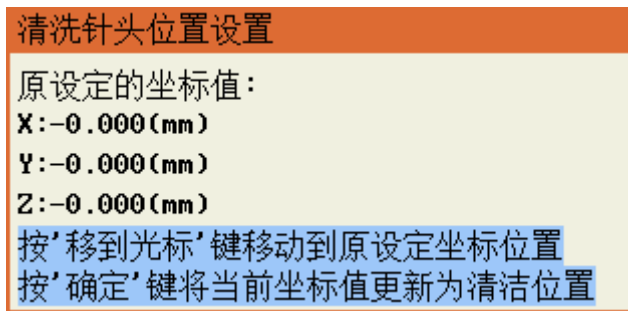 清洗针头位置设置
原设定的坐标值:
X:-0.000(mm)
Y:-0.000(mm)
Z:-0.000(mm)
按'移到光标'键移动到原设定坐标位置
按'确定'键将当前坐标值更新为清洁位置